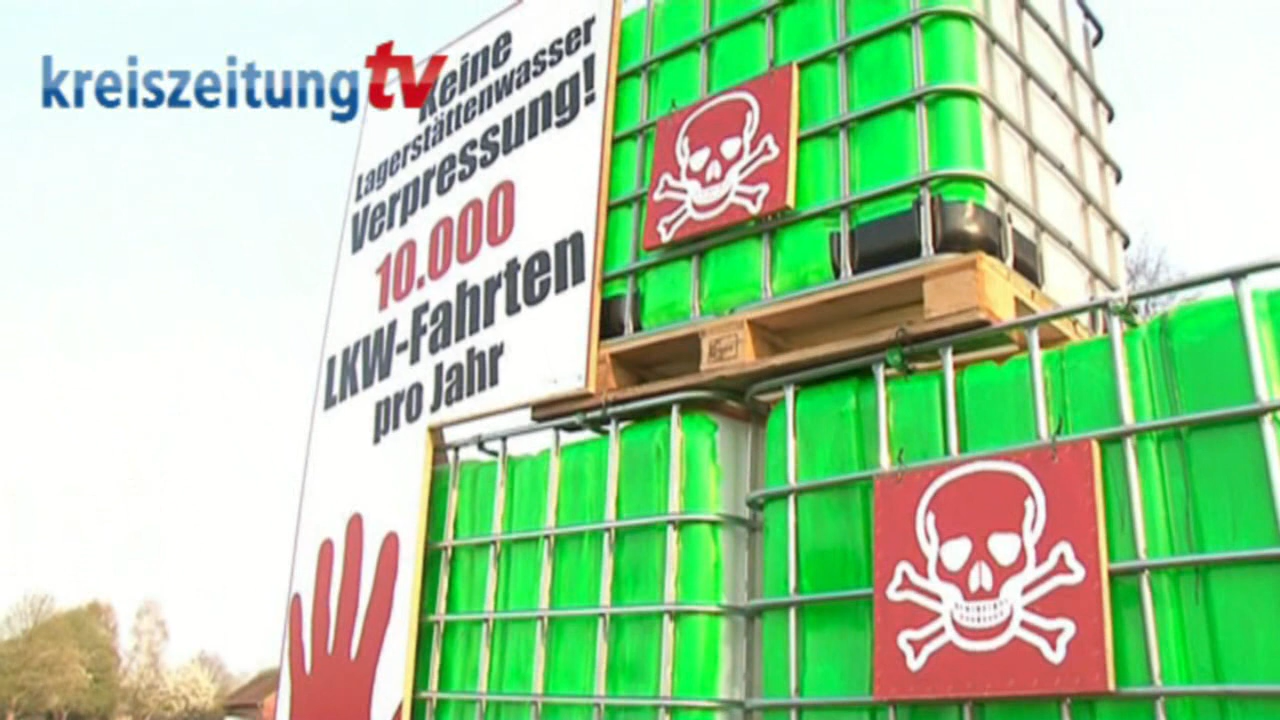 kreiszeitungtv
Keine
Lagerstättenwasser
Verpressung!
10.000
LKW-Fahrten
pro Jahr